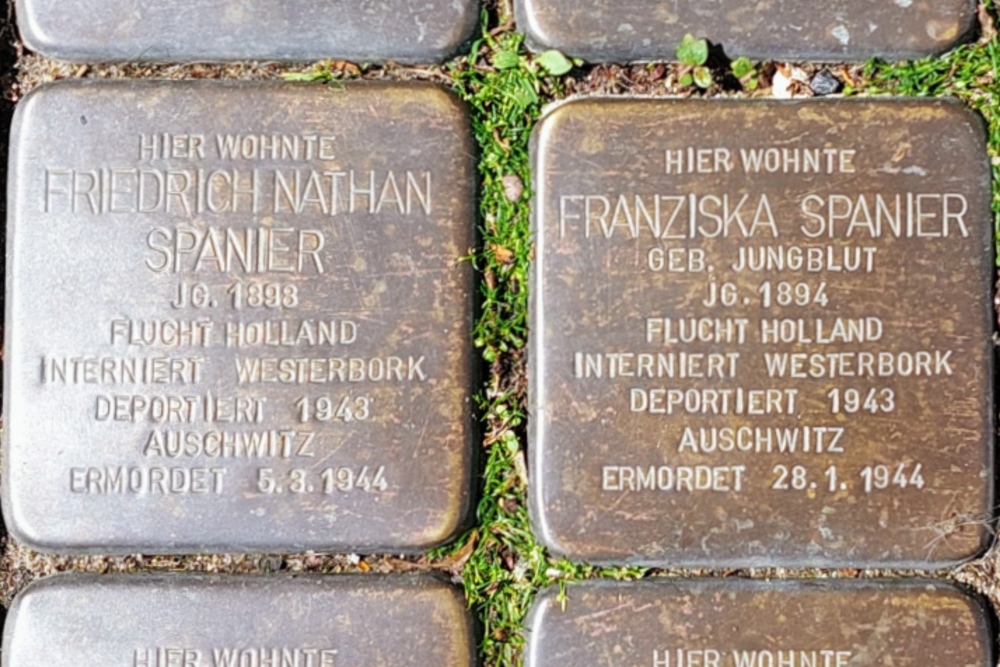 HIER WOHNTE
FRIEDRICH NATHAN
SPANIER
JG. 1898
FLUCHT HOLLAND
INTERNIERT WESTERBORK
DEPORTIERT 1943
AUSCHWITZ
ERMORDET 5.3.1944
HIER WOHNTE
FRANZISKA SPANIER
GEB. JUNGBLUT
JG. 1894
FLUCHT HOLLAND
INTERNIERT WESTERBORK
DEPORTIERT 1943
AUSCHWITZ
ERMORDET 28.1.1944
HIER WOHNTE
HIER WOHNTE